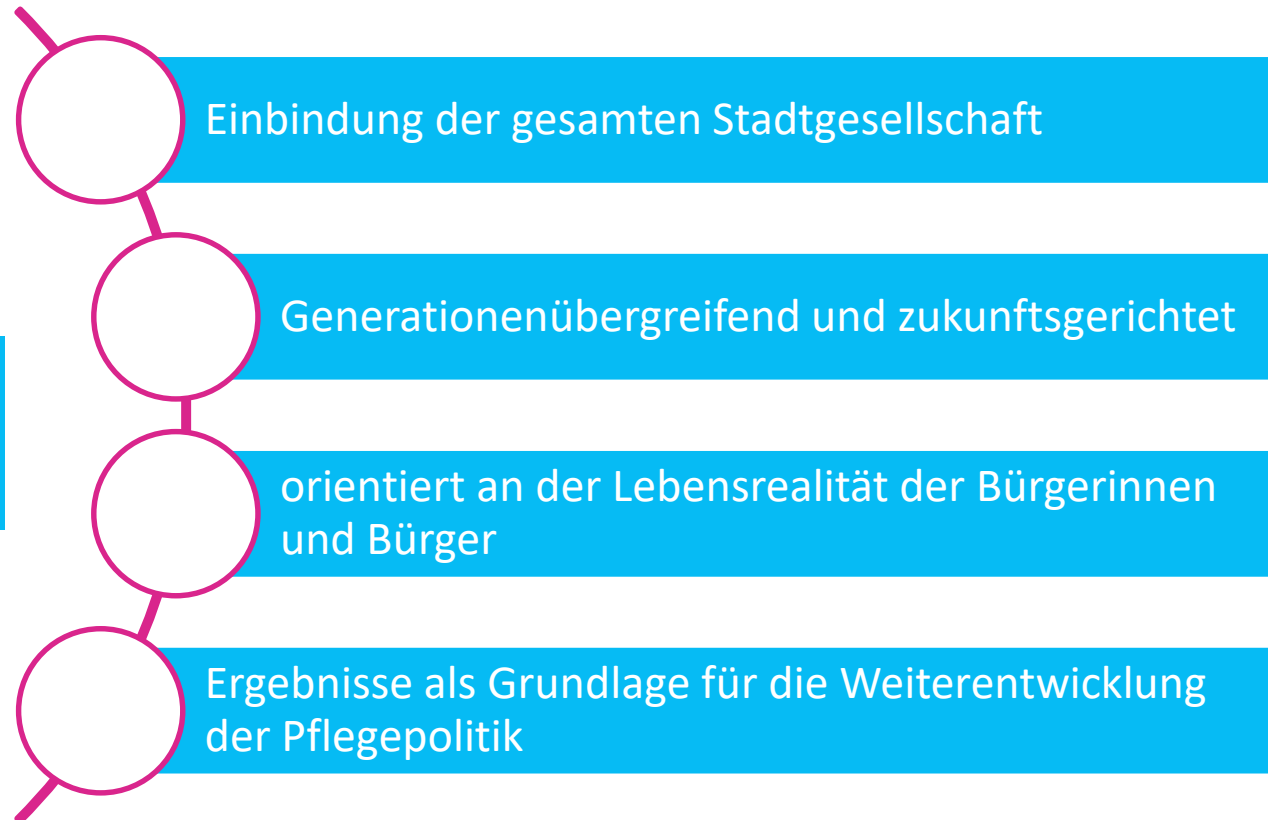 Einbindung der gesamten Stadtgesellschaft
Generationenübergreifend und zukunftsgerichtet
orientiert an der Lebensrealität der Bürgerinnen
und Bürger
Ergebnisse als Grundlage für die Weiterentwicklung
der Pflegepolitik